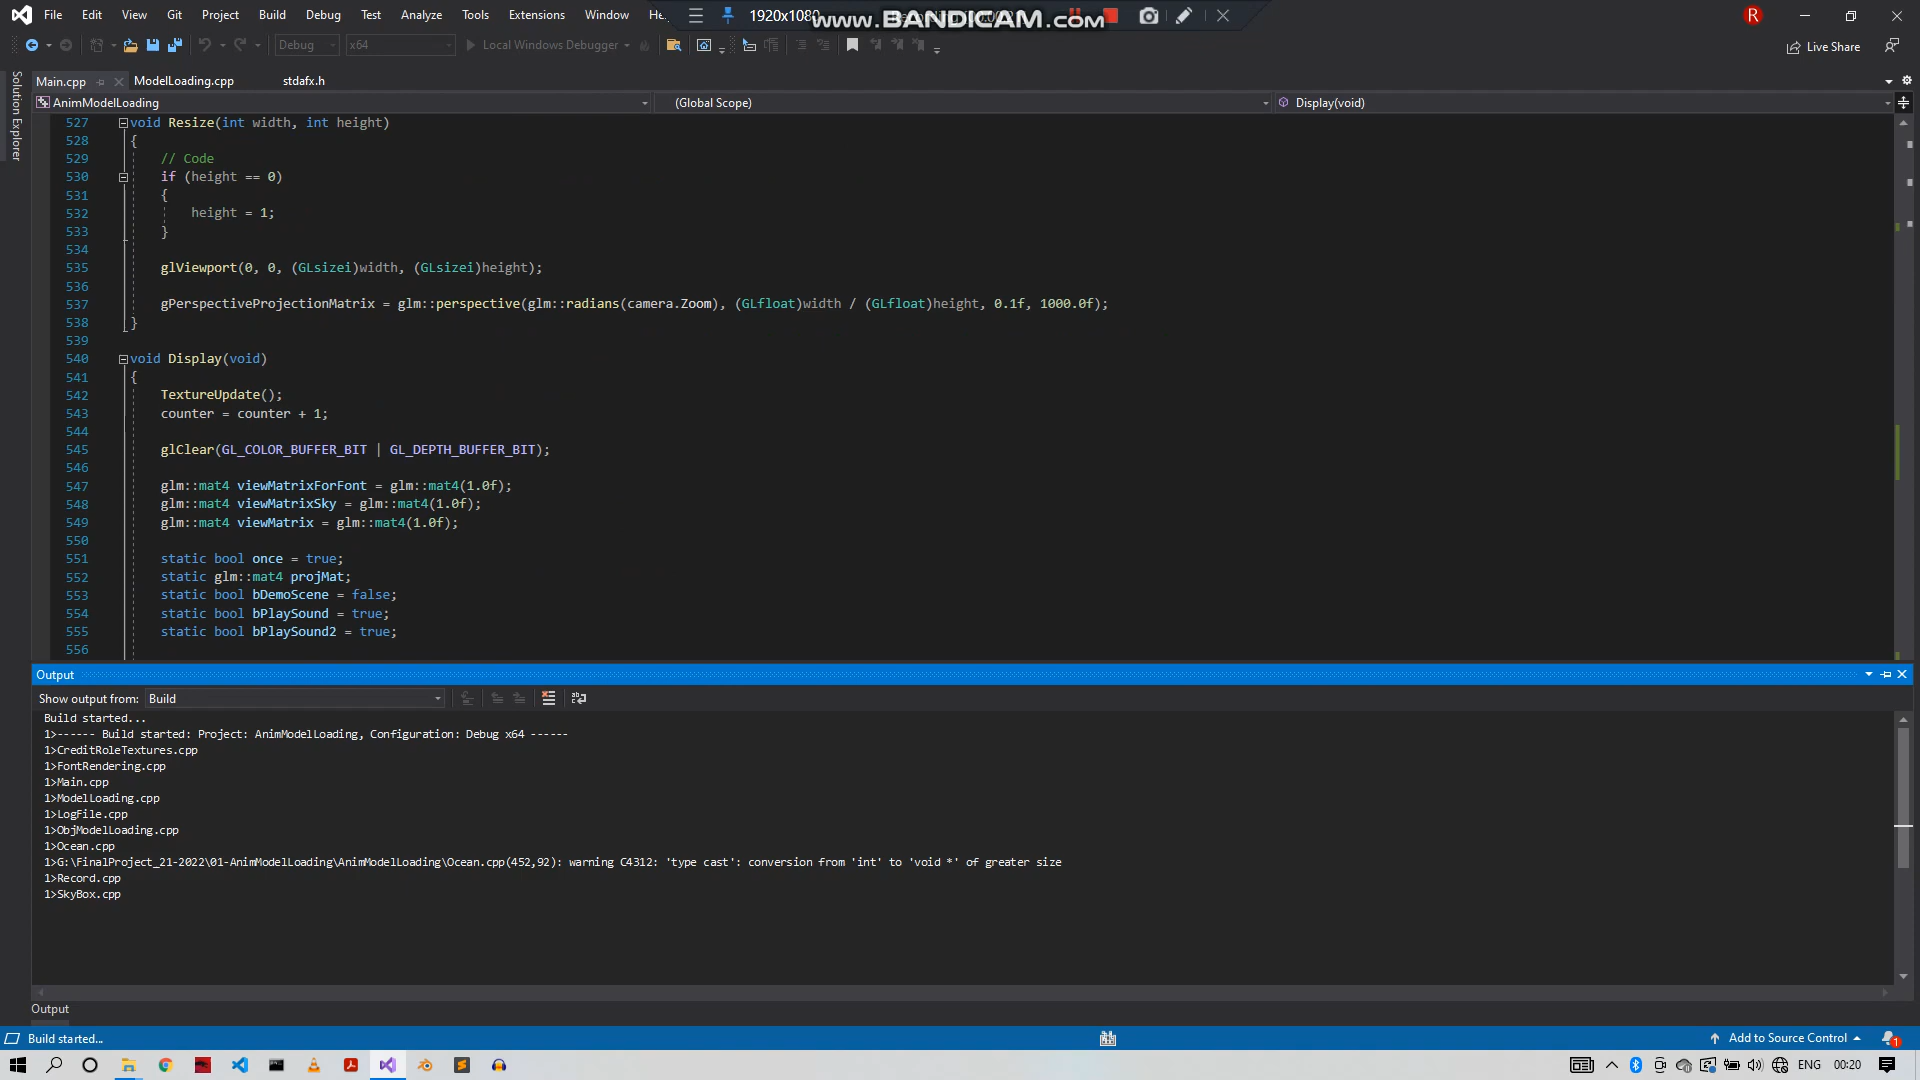 File Edit View Git Project Build Debug Test Analyze Tools Extensions Window He
1920x1080
www.BANDICAM.com
R
Debug x64 Local Windows Debugger
Live Share
Solution Explorer
Main.cpp ModelLoading.cpp stdafx.h
AnimModelLoading (Global Scope) Display(void)
527 void Resize(int width, int height)
528 {
529 // Code
530 if (height == 0)
531 {
532 height = 1;
533 }
534
535 glViewport(0, 0, (GLsizei)width, (GLsizei)height);
536
537 gPerspectiveProjectionMatrix = glm::perspective(glm::radians(camera.Zoom), (GLfloat)width / (GLfloat)height, 0.1f, 1000.0f);
538 }
539
540 void Display(void)
541 {
542 TextureUpdate();
543 counter = counter + 1;
544
545 glClear(GL_COLOR_BUFFER_BIT | GL_DEPTH_BUFFER_BIT);
546
547 glm::mat4 viewMatrixForFont = glm::mat4(1.0f);
548 glm::mat4 viewMatrixSky = glm::mat4(1.0f);
549 glm::mat4 viewMatrix = glm::mat4(1.0f);
550
551 static bool once = true;
552 static glm::mat4 projMat;
553 static bool bDemoScene = false;
554 static bool bPlaySound = true;
555 static bool bPlaySound2 = true;
556
Output
Show output from: Build
Build started...
1>------ Build started: Project: AnimModelLoading, Configuration: Debug x64 ------
1>CreditRoleTextures.cpp
1>FontRendering.cpp
1>Main.cpp
1>ModelLoading.cpp
1>LogFile.cpp
1>ObjModelLoading.cpp
1>Ocean.cpp
1>G:\FinalProject_21-2022\01-AnimModelLoading\AnimModelLoading\Ocean.cpp(452,92): warning C4312: 'type cast': conversion from 'int' to 'void *' of greater size
1>Record.cpp
1>SkyBox.cpp
Output
Build started... Add to Source Control 1
ENG 00:20